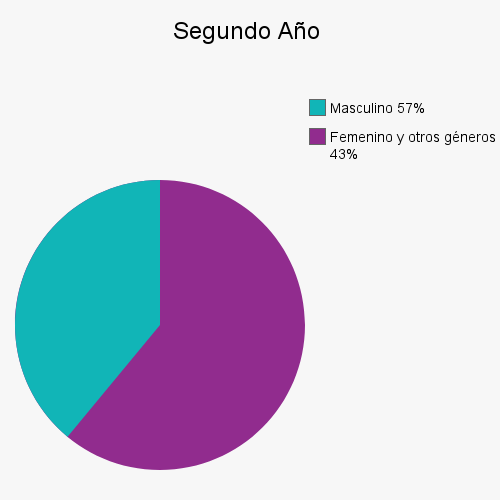 Segundo Año
Masculino 57%
Femenino y otros géneros
43%